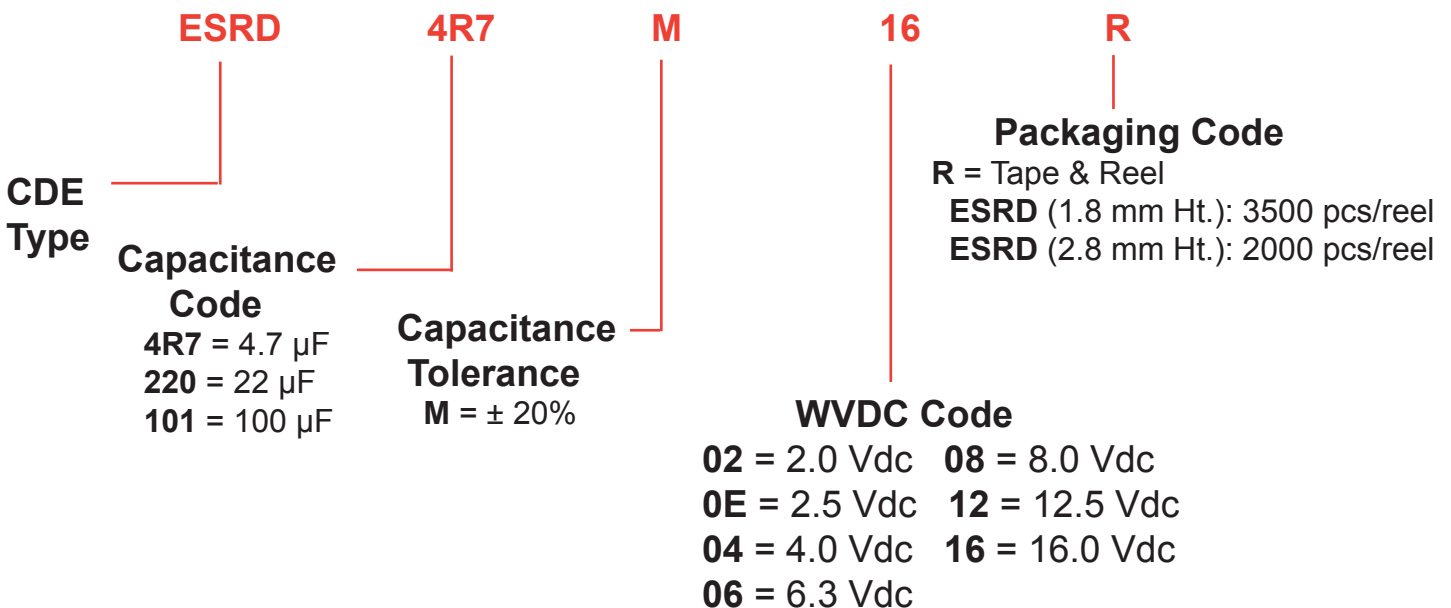 ESRD 4R7 M 16 R
CDE
Type
Capacitance
Code
4R7 = 4.7 µF
220 = 22 µF
101 = 100 µF
Capacitance
Tolerance
M = ± 20%
WVDC Code
02 = 2.0 Vdc 08 = 8.0 Vdc
0E = 2.5 Vdc 12 = 12.5 Vdc
04 = 4.0 Vdc 16 = 16.0 Vdc
06 = 6.3 Vdc
Packaging Code
R = Tape & Reel
ESRD (1.8 mm Ht.): 3500 pcs/reel
ESRD (2.8 mm Ht.): 2000 pcs/reel